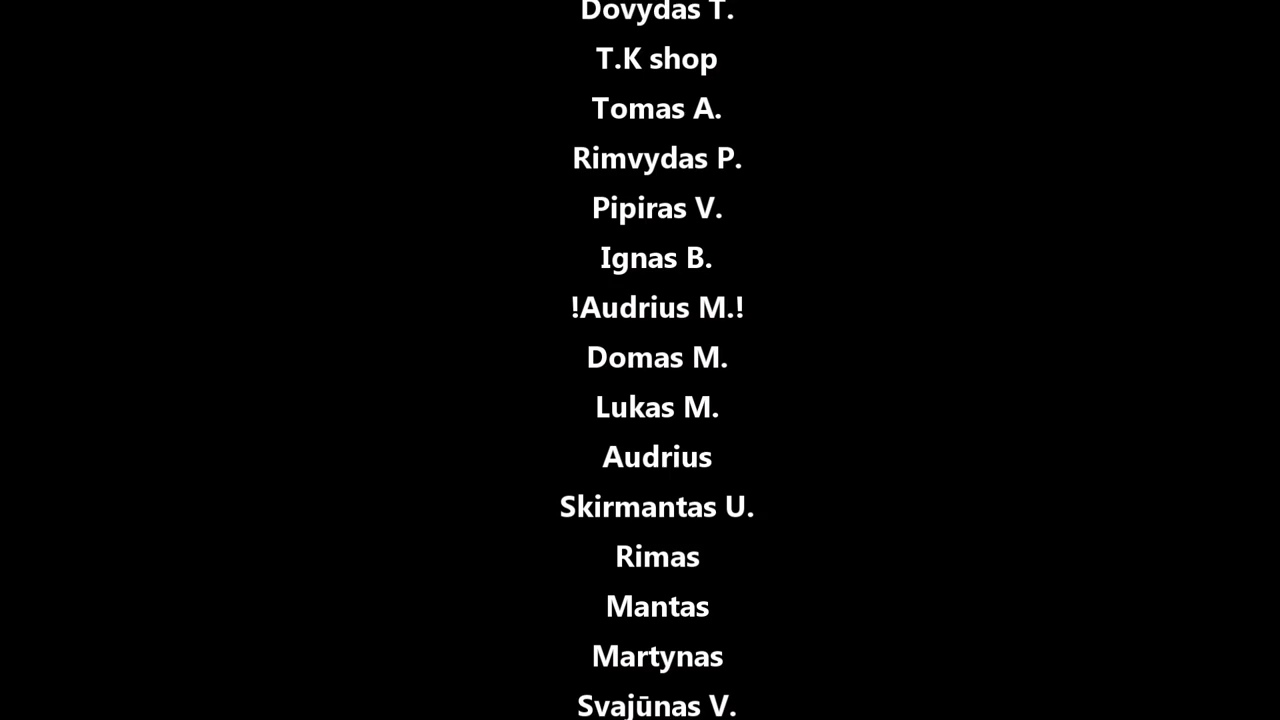 Dovydas T.
T.K shop
Tomas A.
Rimvydas P.
Pipiras V.
Ignas B.
!Audrius M.!
Domas M.
Lukas M.
Audrius
Skirmantas U.
Rimas
Mantas
Martynas
Svajūnas V.